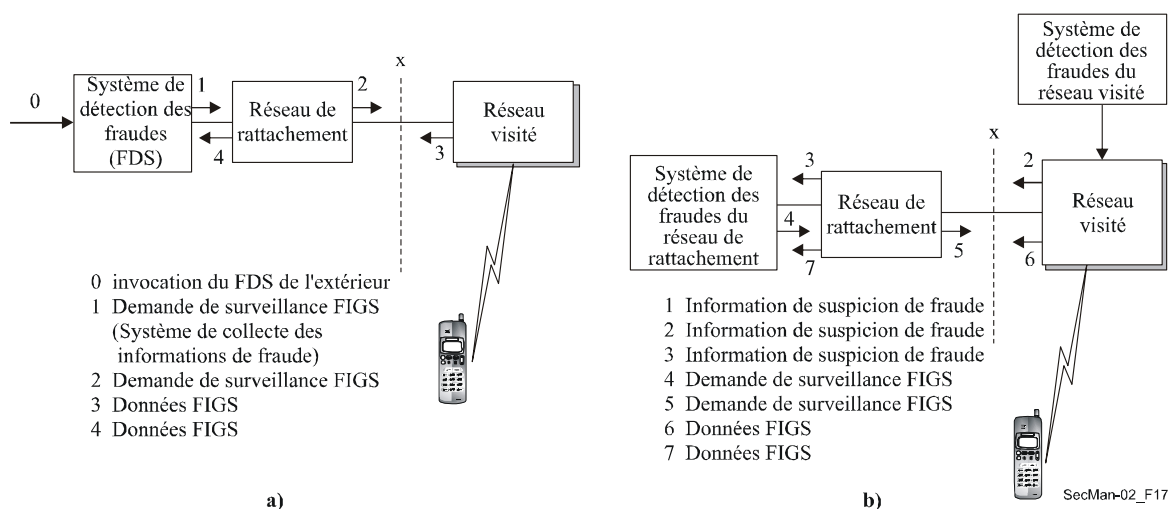 0
Système de
détection des
fraudes
(FDS)
1
4
Réseau de
rattachement
2
x
3
Réseau
visité
0 invocation du FDS de l'extérieur
1 Demande de surveillance FIGS
(Système de collecte des
informations de fraude)
2 Demande de surveillance FIGS
3 Données FIGS
4 Données FIGS
a)
Système de
détection des
fraudes du
réseau visité
x
2
Réseau
visité
6
Système de
détection des
fraudes du
réseau de
rattachement
3
4
7
Réseau de
rattachement
5
1 Information de suspicion de fraude
2 Information de suspicion de fraude
3 Information de suspicion de fraude
4 Demande de surveillance FIGS
5 Demande de surveillance FIGS
6 Données FIGS
7 Données FIGS
b)
SecMan-02_F17